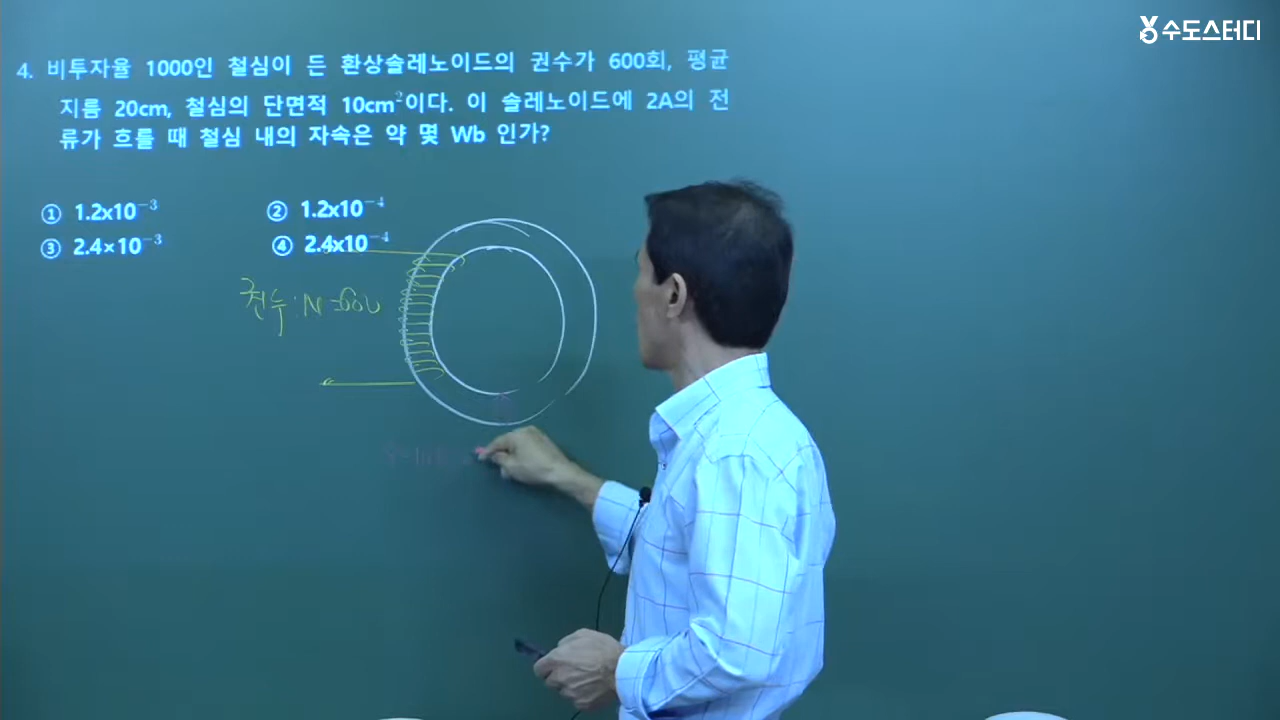 수도스터디
4. 비투자율 1000인 철심이 든 환상솔레노이드의 권수가 600회, 평균
지름 20cm, 철심의 단면적 10cm²이다. 이 솔레노이드에 2A의 전
류가 흐를 때 철심 내의 자속은 약 몇 Wb 인가?
① 1.2x10⁻³ ② 1.2x10⁻⁴
③ 2.4×10⁻³ ④ 2.4x10⁻⁴
권수: N=600